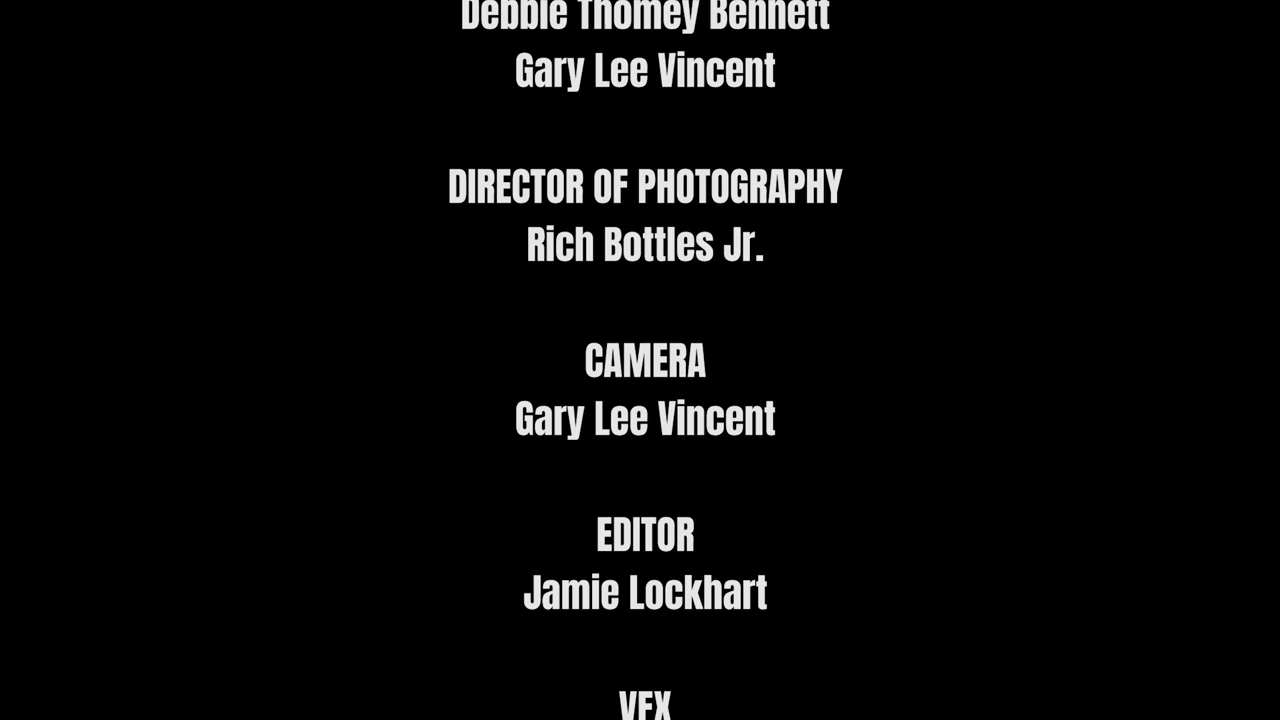 Debbie Thomey Bennett
Gary Lee Vincent
DIRECTOR OF PHOTOGRAPHY
Rich Bottles Jr.
CAMERA
Gary Lee Vincent
EDITOR
Jamie Lockhart
VFX